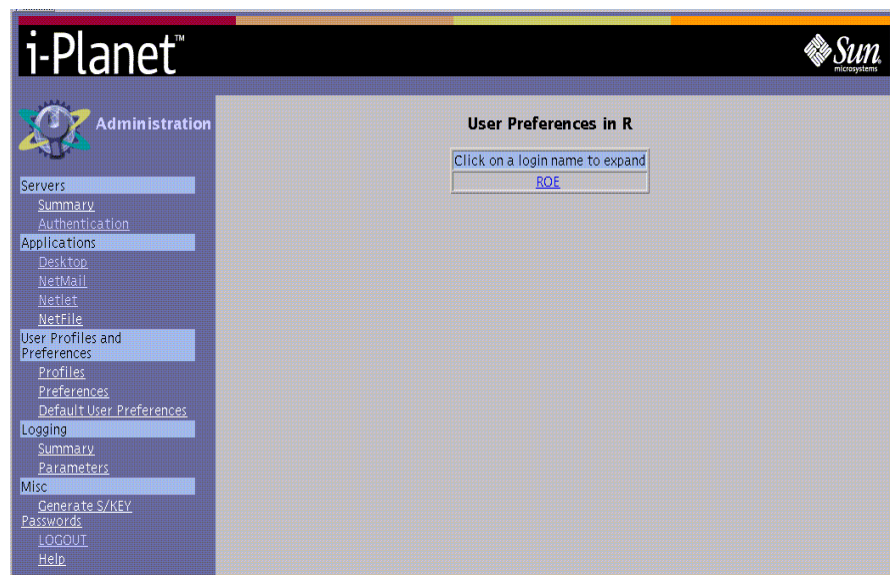 i-Planet™
Sun
microsystems
Administration
Servers
Summary
Authentication
Applications
Desktop
NetMail
Netlet
NetFile
User Profiles and
Preferences
Profiles
Preferences
Default User Preferences
Logging
Summary
Parameters
Misc
Generate S/KEY
Passwords
LOGOUT
Help
User Preferences in R
Click on a login name to expand
ROE